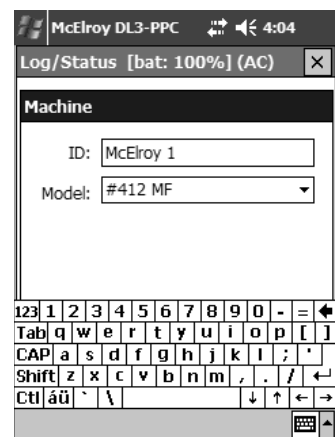 McElroy DL3-PPC 4:04
Log/Status [bat: 100%] (AC) X
Machine
ID: McElroy 1
Model: #412 MF
123 1 2 3 4 5 6 7 8 9 0 - =
Tab q w e r t y u i o p [ ]
CAP a s d f g h j k l ; '
Shift z x c v b n m , . /
Ctl áü ` \